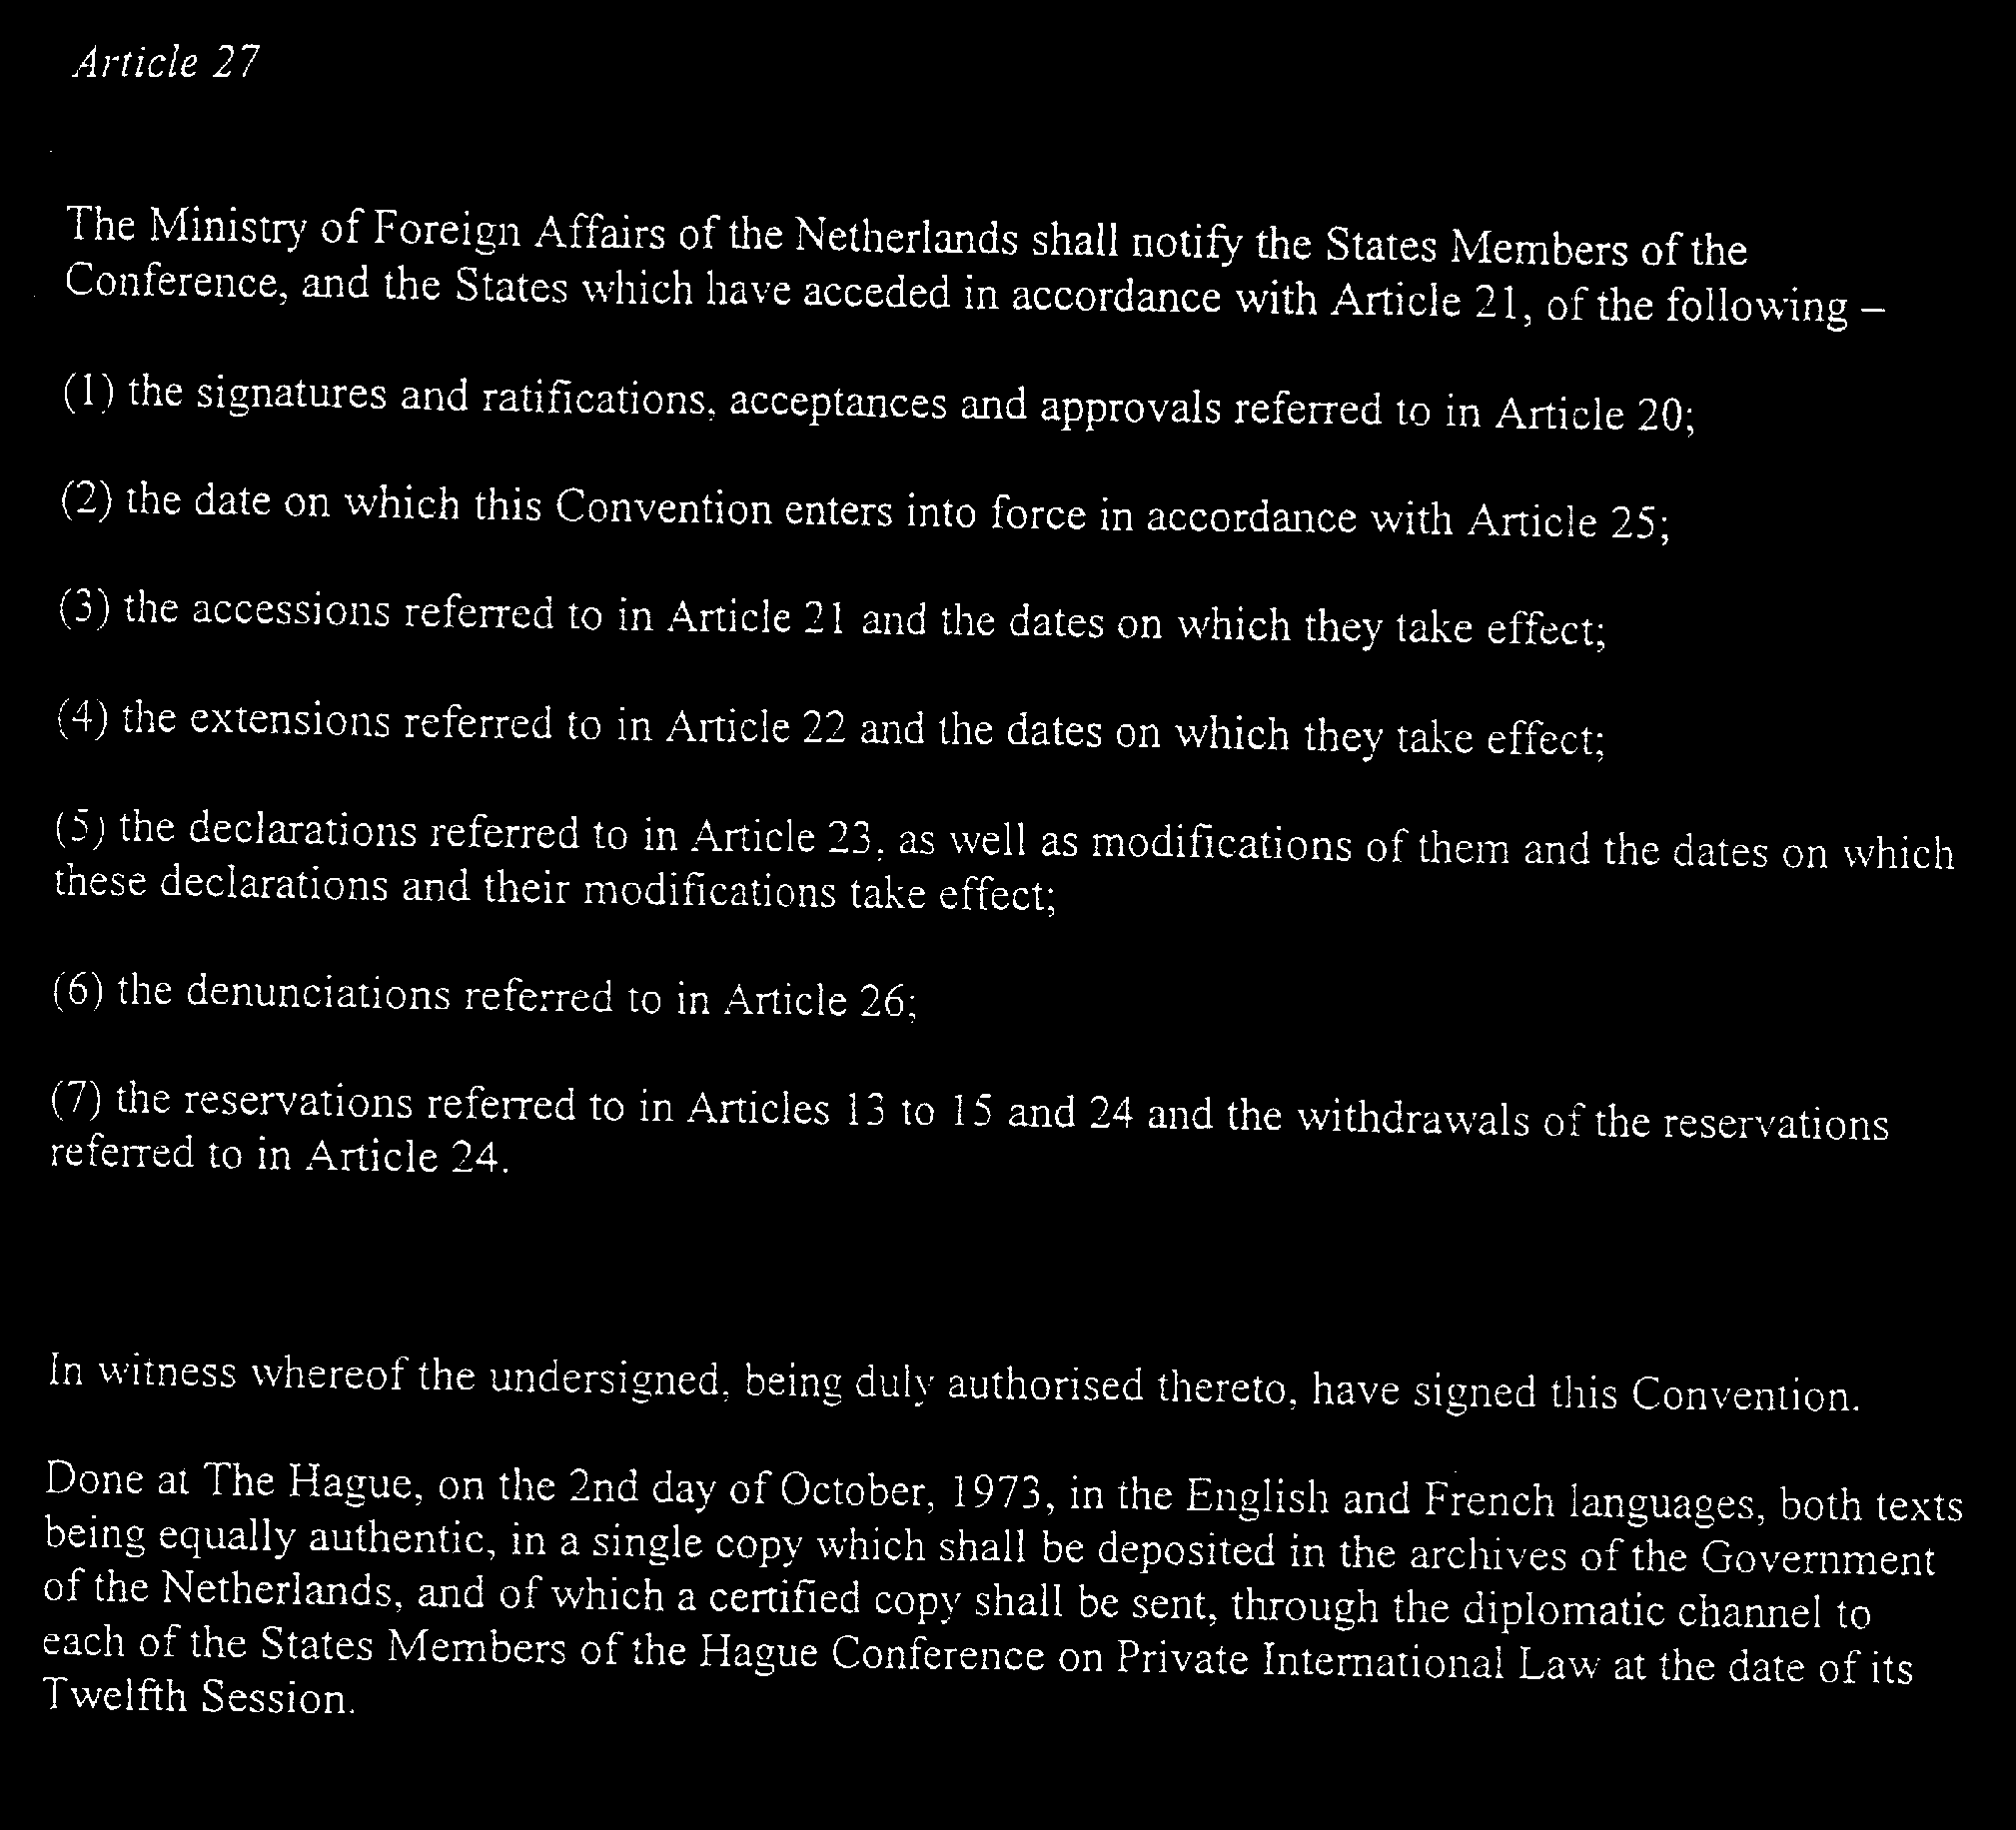 Article 27
The Ministry of Foreign Affairs of the Netherlands shall notify the States Members of the
Conference, and the States which have acceded in accordance with Article 21, of the following –
(1) the signatures and ratifications, acceptances and approvals referred to in Article 20;
(2) the date on which this Convention enters into force in accordance with Article 25;
(3) the accessions referred to in Article 21 and the dates on which they take effect;
(4) the extensions referred to in Article 22 and the dates on which they take effect;
(5) the declarations referred to in Article 23, as well as modifications of them and the dates on which
these declarations and their modifications take effect;
(6) the denunciations referred to in Article 26;
(7) the reservations referred to in Articles 13 to 15 and 24 and the withdrawals of the reservations
referred to in Article 24.
In witness whereof the undersigned, being duly authorised thereto, have signed this Convention.
Done at The Hague, on the 2nd day of October, 1973, in the English and French languages, both texts
being equally authentic, in a single copy which shall be deposited in the archives of the Government
of the Netherlands, and of which a certified copy shall be sent, through the diplomatic channel to
each of the States Members of the Hague Conference on Private International Law at the date of its
Twelfth Session.